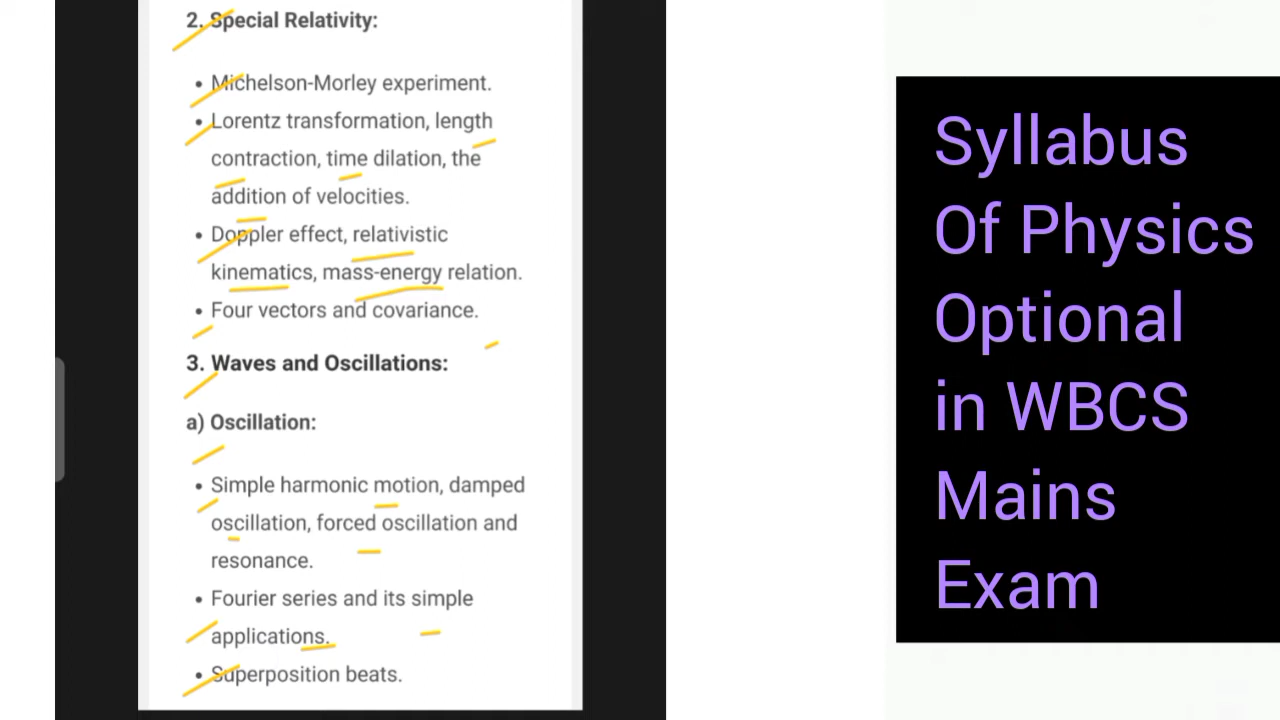 2. Special Relativity:
• Michelson-Morley experiment.
• Lorentz transformation, length
contraction, time dilation, the
addition of velocities.
• Doppler effect, relativistic
kinematics, mass-energy relation.
• Four vectors and covariance.
3. Waves and Oscillations:
a) Oscillation:
• Simple harmonic motion, damped
oscillation, forced oscillation and
resonance.
• Fourier series and its simple
applications.
• Superposition beats.
Syllabus
Of Physics
Optional
in WBCS
Mains
Exam